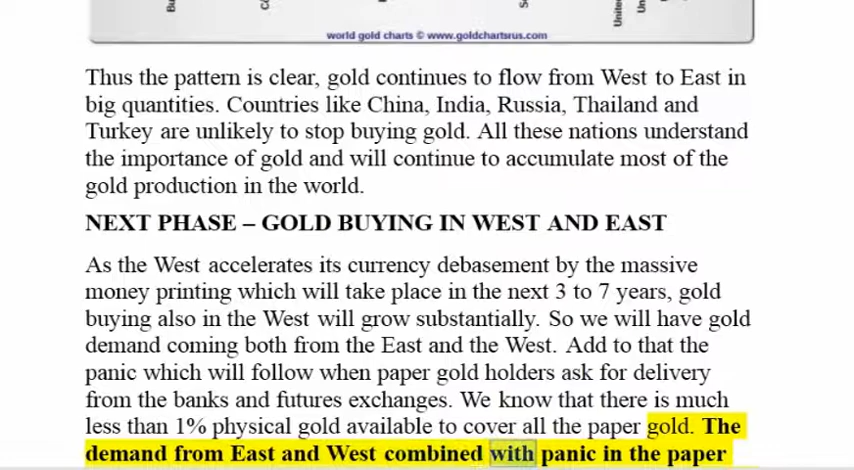 world gold charts © www.goldchartsrus.com
Thus the pattern is clear, gold continues to flow from West to East in
big quantities. Countries like China, India, Russia, Thailand and
Turkey are unlikely to stop buying gold. All these nations understand
the importance of gold and will continue to accumulate most of the
gold production in the world.
NEXT PHASE – GOLD BUYING IN WEST AND EAST
As the West accelerates its currency debasement by the massive
money printing which will take place in the next 3 to 7 years, gold
buying also in the West will grow substantially. So we will have gold
demand coming both from the East and the West. Add to that the
panic which will follow when paper gold holders ask for delivery
from the banks and futures exchanges. We know that there is much
less than 1% physical gold available to cover all the paper gold. The
demand from East and West combined with panic in the paper